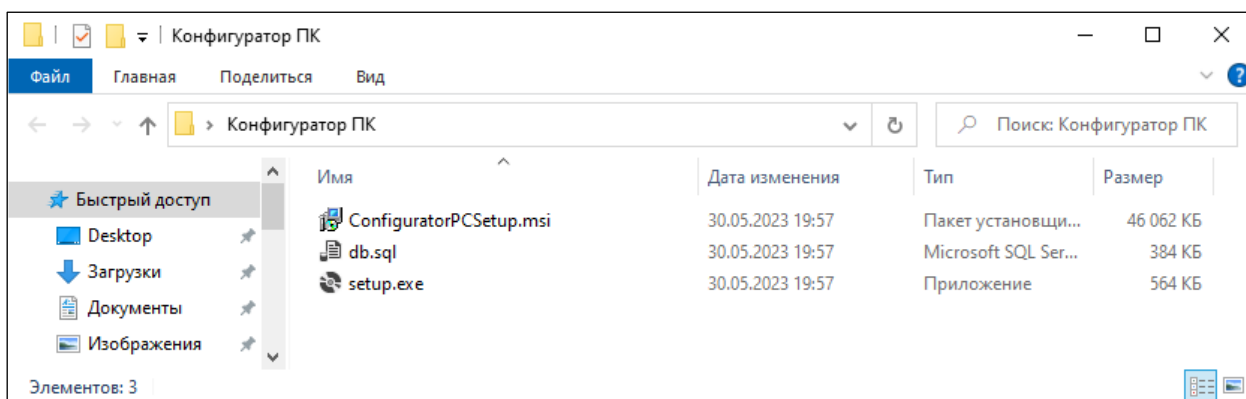 Конфигуратор ПК
Файл Главная Поделиться Вид
Конфигуратор ПК Поиск: Конфигуратор ПК
Имя Дата изменения Тип Размер
Быстрый доступ
ConfiguratorPCSetup.msi 30.05.2023 19:57 Пакет установщи... 46 062 КБ
Desktop
db.sql 30.05.2023 19:57 Microsoft SQL Ser... 384 КБ
Загрузки
setup.exe 30.05.2023 19:57 Приложение 564 КБ
Документы
Изображения
Элементов: 3